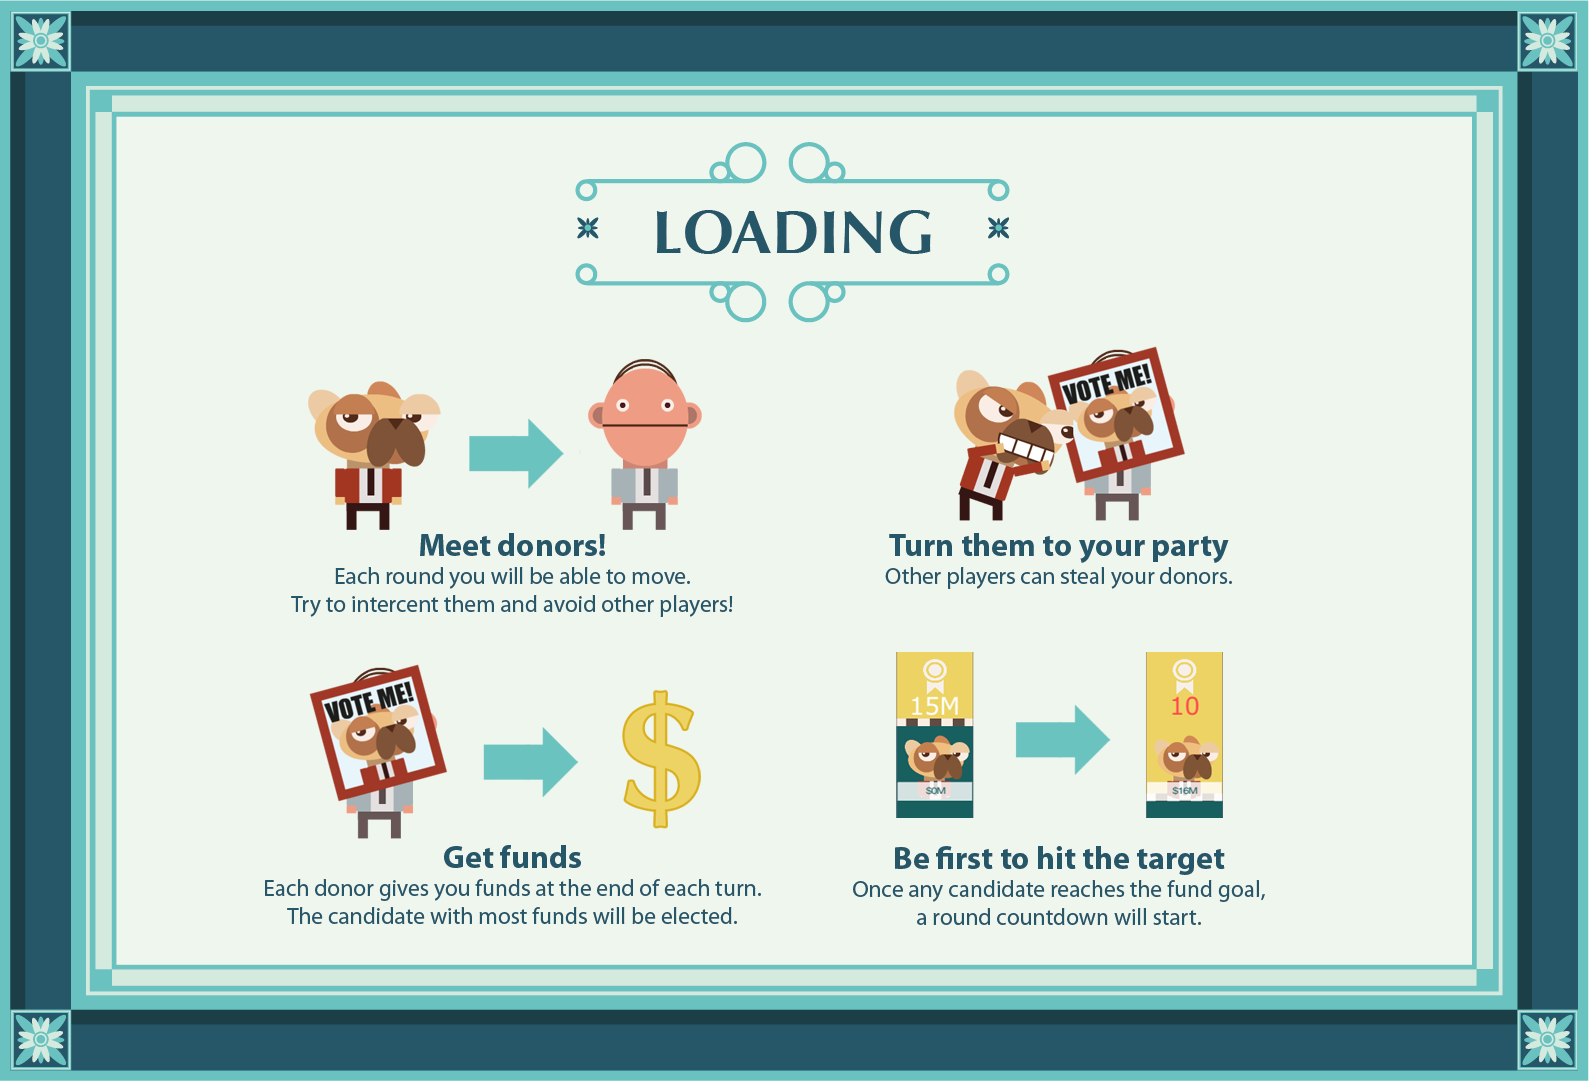 LOADING
VOTE ME!
Meet donors!
Each round you will be able to move.
Try to intercent them and avoid other players!
Turn them to your party
Other players can steal your donors.
VOTE ME!
15M
$0M
10
$16M
Get funds
Each donor gives you funds at the end of each turn.
The candidate with most funds will be elected.
Be first to hit the target
Once any candidate reaches the fund goal,
a round countdown will start.